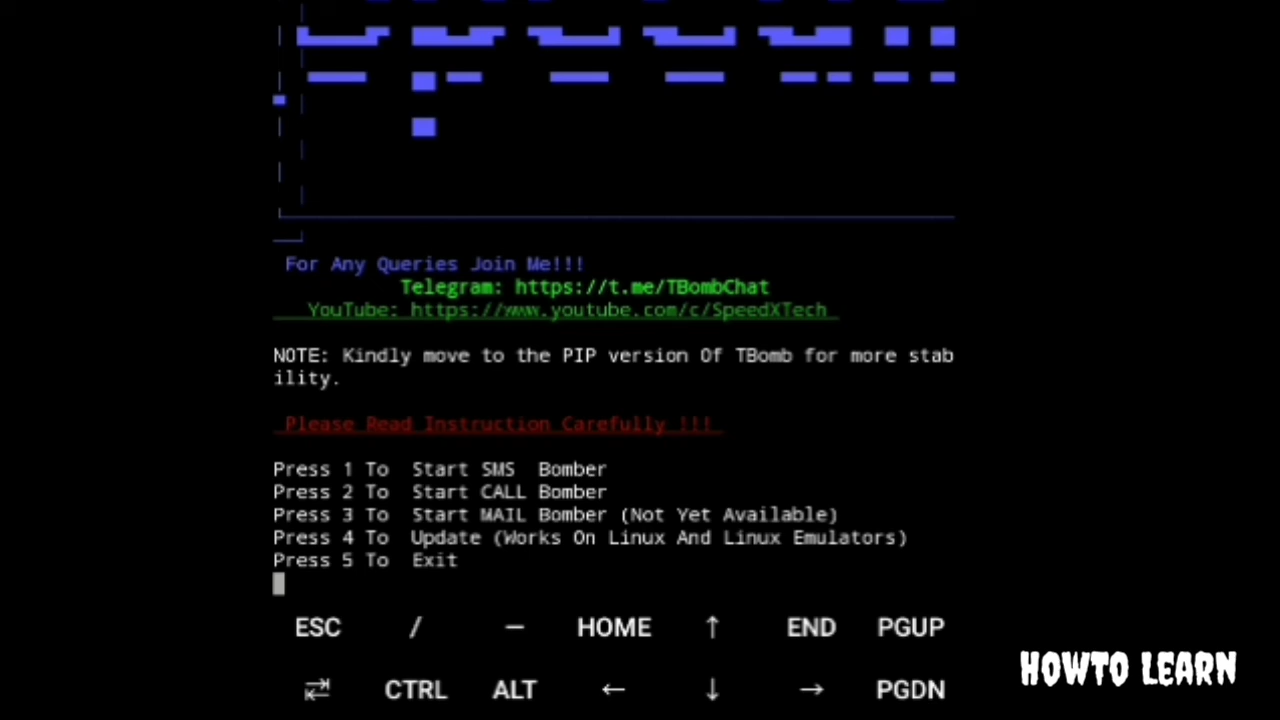 For Any Queries Join Me!!!
Telegram: https://t.me/TBombChat
YouTube: https://www.youtube.com/c/SpeedXTech
NOTE: Kindly move to the PIP version Of TBomb for more stab
ility.
Please Read Instruction Carefully !!!
Press 1 To  Start SMS  Bomber
Press 2 To  Start CALL Bomber
Press 3 To  Start MAIL Bomber (Not Yet Available)
Press 4 To  Update (Works On Linux And Linux Emulators)
Press 5 To  Exit
ESC / — HOME ↑ END PGUP
⇄ CTRL ALT ← ↓ → PGDN
HOWTO LEARN